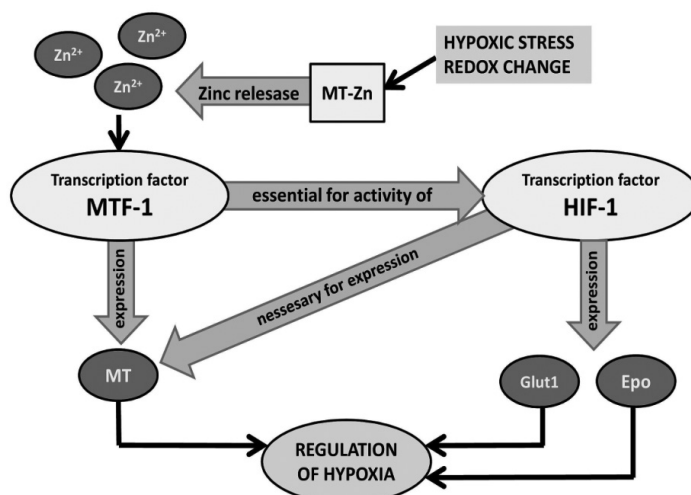 Zn²⁺
Zn²⁺
Zn²⁺
HYPOXIC STRESS
REDOX CHANGE
Zinc relesase
MT-Zn
Transcription factor
MTF-1
essential for activity of
Transcription factor
HIF-1
expression
nessesary for expression
expression
MT
Glut1
Epo
REGULATION
OF HYPOXIA